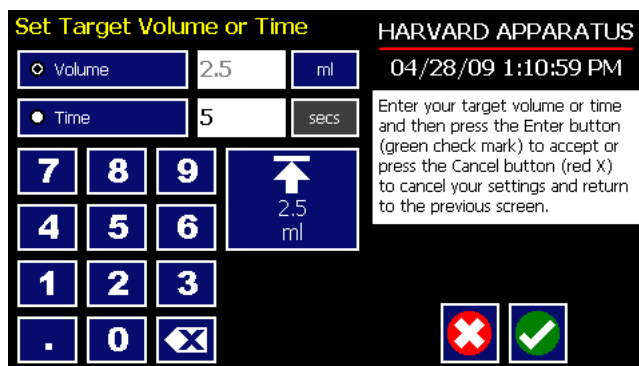 Set Target Volume or Time
Volume 2.5 ml
Time 5 secs
7 8 9
2.5
ml
4 5 6
1 2 3
. 0
HARVARD APPARATUS
04/28/09 1:10:59 PM
Enter your target volume or time
and then press the Enter button
(green check mark) to accept or
press the Cancel button (red X)
to cancel your settings and return
to the previous screen.